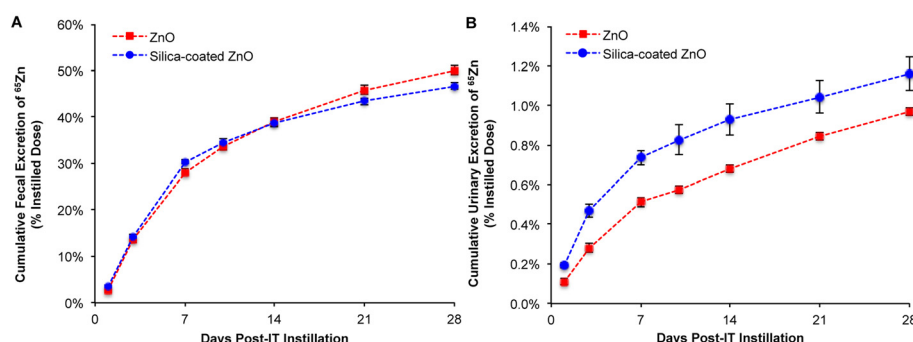 A
Cumulative Fecal Excretion of ⁶⁵Zn
(% Instilled Dose)
60%
50%
40%
30%
20%
10%
0%
ZnO
Silica-coated ZnO
0
7
14
21
28
Days Post-IT Instillation
B
Cumulative Urinary Excretion of ⁶⁵Zn
(% Instilled Dose)
1.4%
1.2%
1.0%
0.8%
0.6%
0.4%
0.2%
0.0%
ZnO
Silica-coated ZnO
0
7
14
21
28
Days Post-IT Instillation